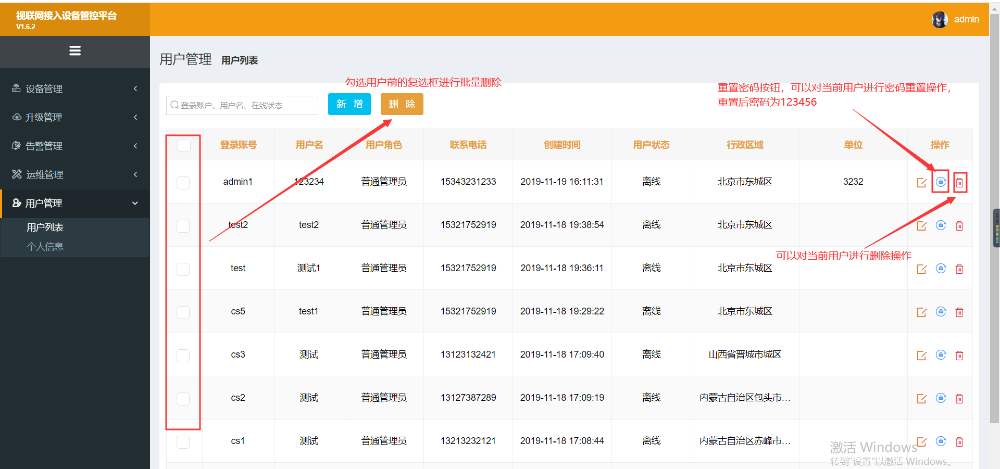 视联网接入设备管控平台
V1.6.2
admin
设备管理
升级管理
告警管理
运维管理
用户管理
用户列表
个人信息
用户管理 用户列表
勾选用户前的复选框进行批量删除
重置密码按钮，可以对当前用户进行密码重置操作，
重置后密码为123456
登录账户、用户名、在线状态 新 增 删 除
登录账号 用户名 用户角色 联系电话 创建时间 用户状态 行政区域 单位 操作
admin1 123234 普通管理员 15343231233 2019-11-19 16:11:31 离线 北京市东城区 3232
test2 test2 普通管理员 15321752919 2019-11-18 19:38:54 离线 北京市东城区
可以对当前用户进行删除操作
test 测试1 普通管理员 15321752919 2019-11-18 19:36:11 离线 北京市东城区
cs5 test1 普通管理员 15321752919 2019-11-18 19:29:22 离线 北京市东城区
cs3 测试 普通管理员 13123132421 2019-11-18 17:09:40 离线 山西省晋城市城区
cs2 测试 普通管理员 13127387289 2019-11-18 17:09:19 离线 内蒙古自治区包头市...
cs1 测试 普通管理员 13213232121 2019-11-18 17:08:44 离线 内蒙古自治区赤峰市...
激活 Windows
转到“设置”以激活 Windows。